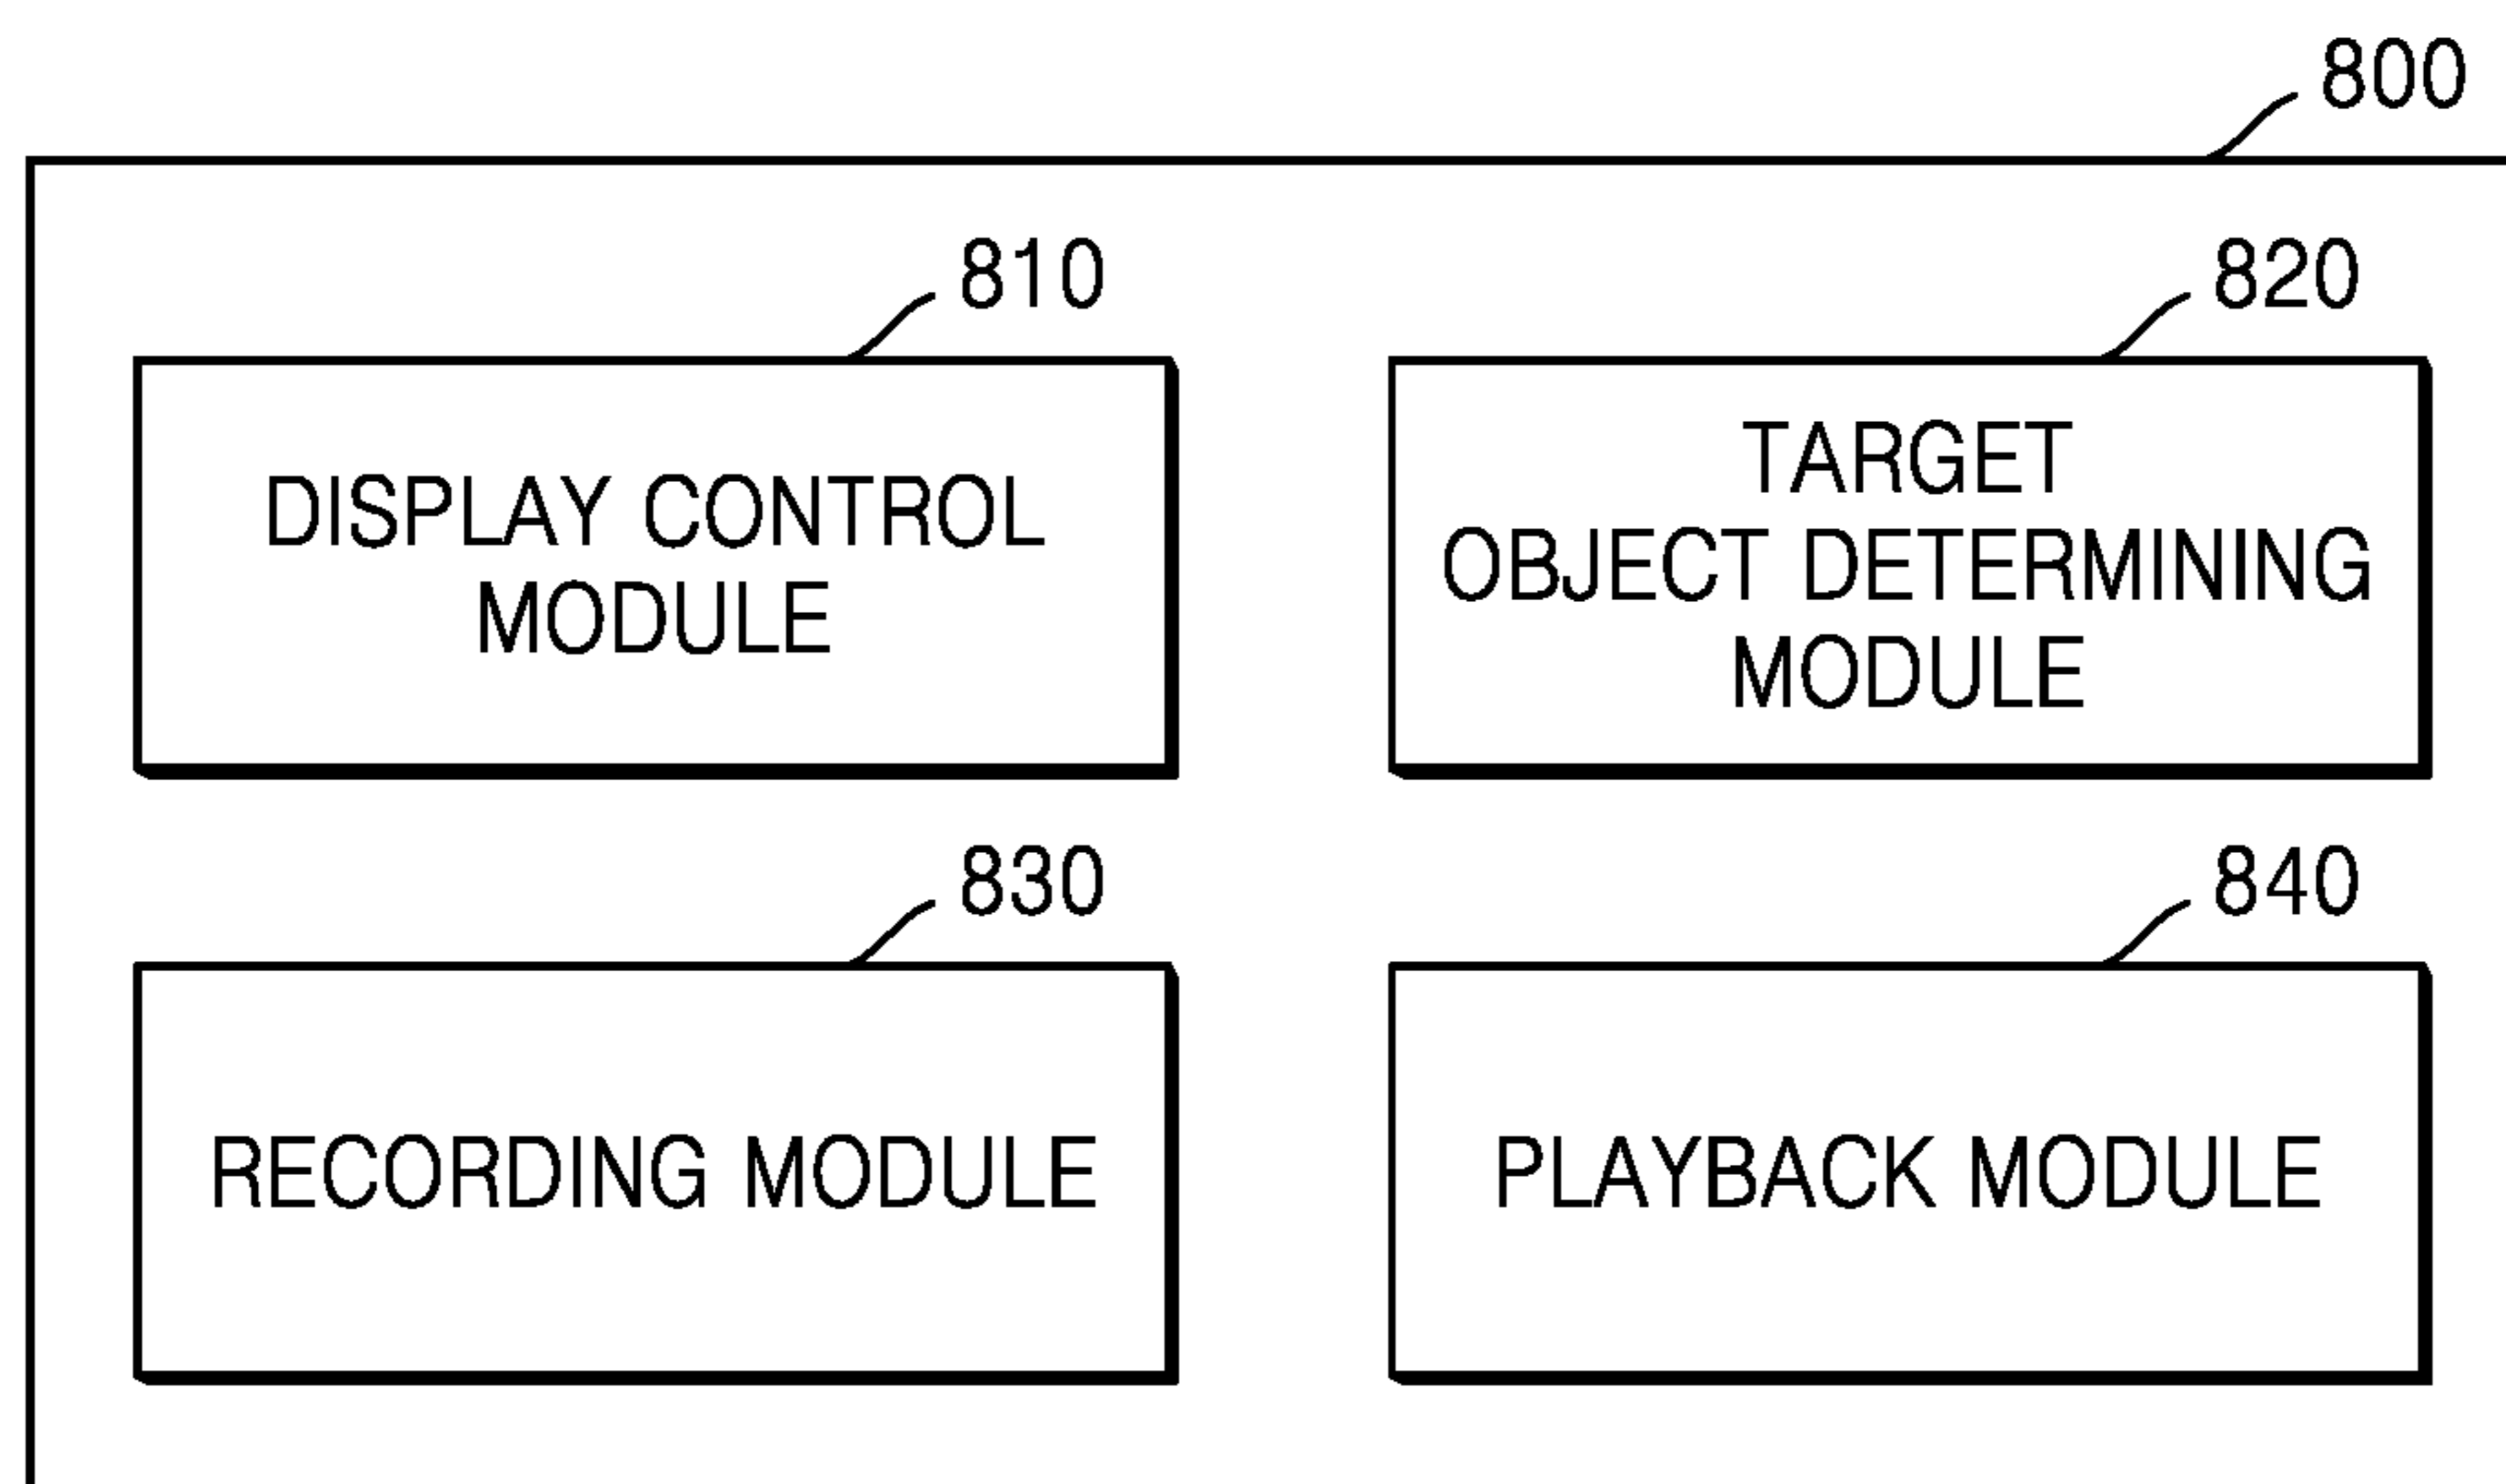 800
810
820
DISPLAY CONTROL
MODULE
TARGET
OBJECT DETERMINING
MODULE
830
840
RECORDING MODULE
PLAYBACK MODULE